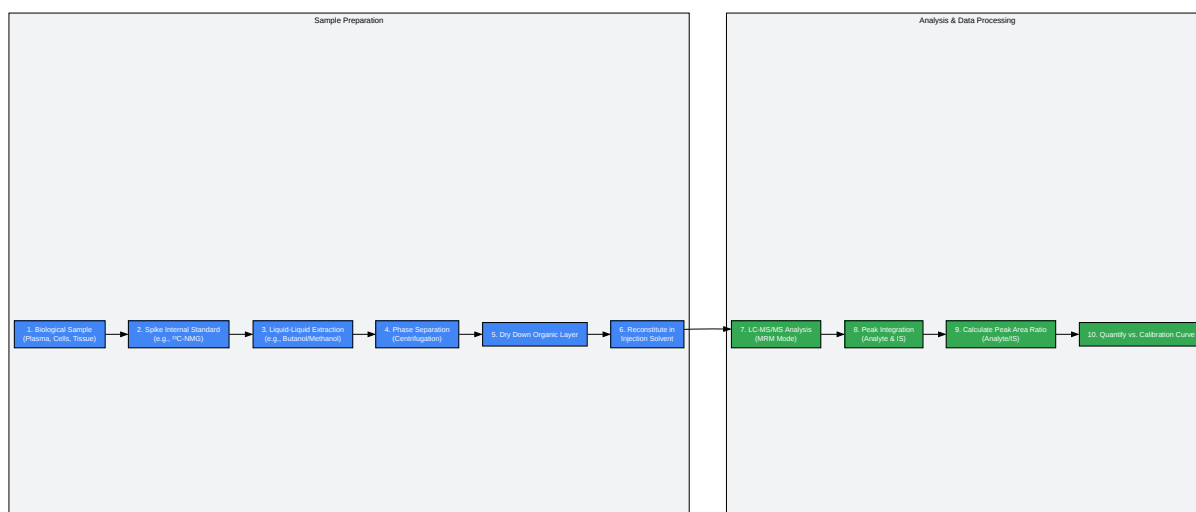 Sample Preparation
Analysis & Data Processing
1. Biological Sample
(Plasma, Cells, Tissue)
2. Spike Internal Standard
(e.g., ¹³C-NMG)
3. Liquid-Liquid Extraction
(e.g., Butanol/Methanol)
4. Phase Separation
(Centrifugation)
5. Dry Down Organic Layer
6. Reconstitute in
Injection Solvent
7. LC-MS/MS Analysis
(MRM Mode)
8. Peak Integration
(Analyte & IS)
9. Calculate Peak Area Ratio
(Analyte/IS)
10. Quantify vs. Calibration Curve